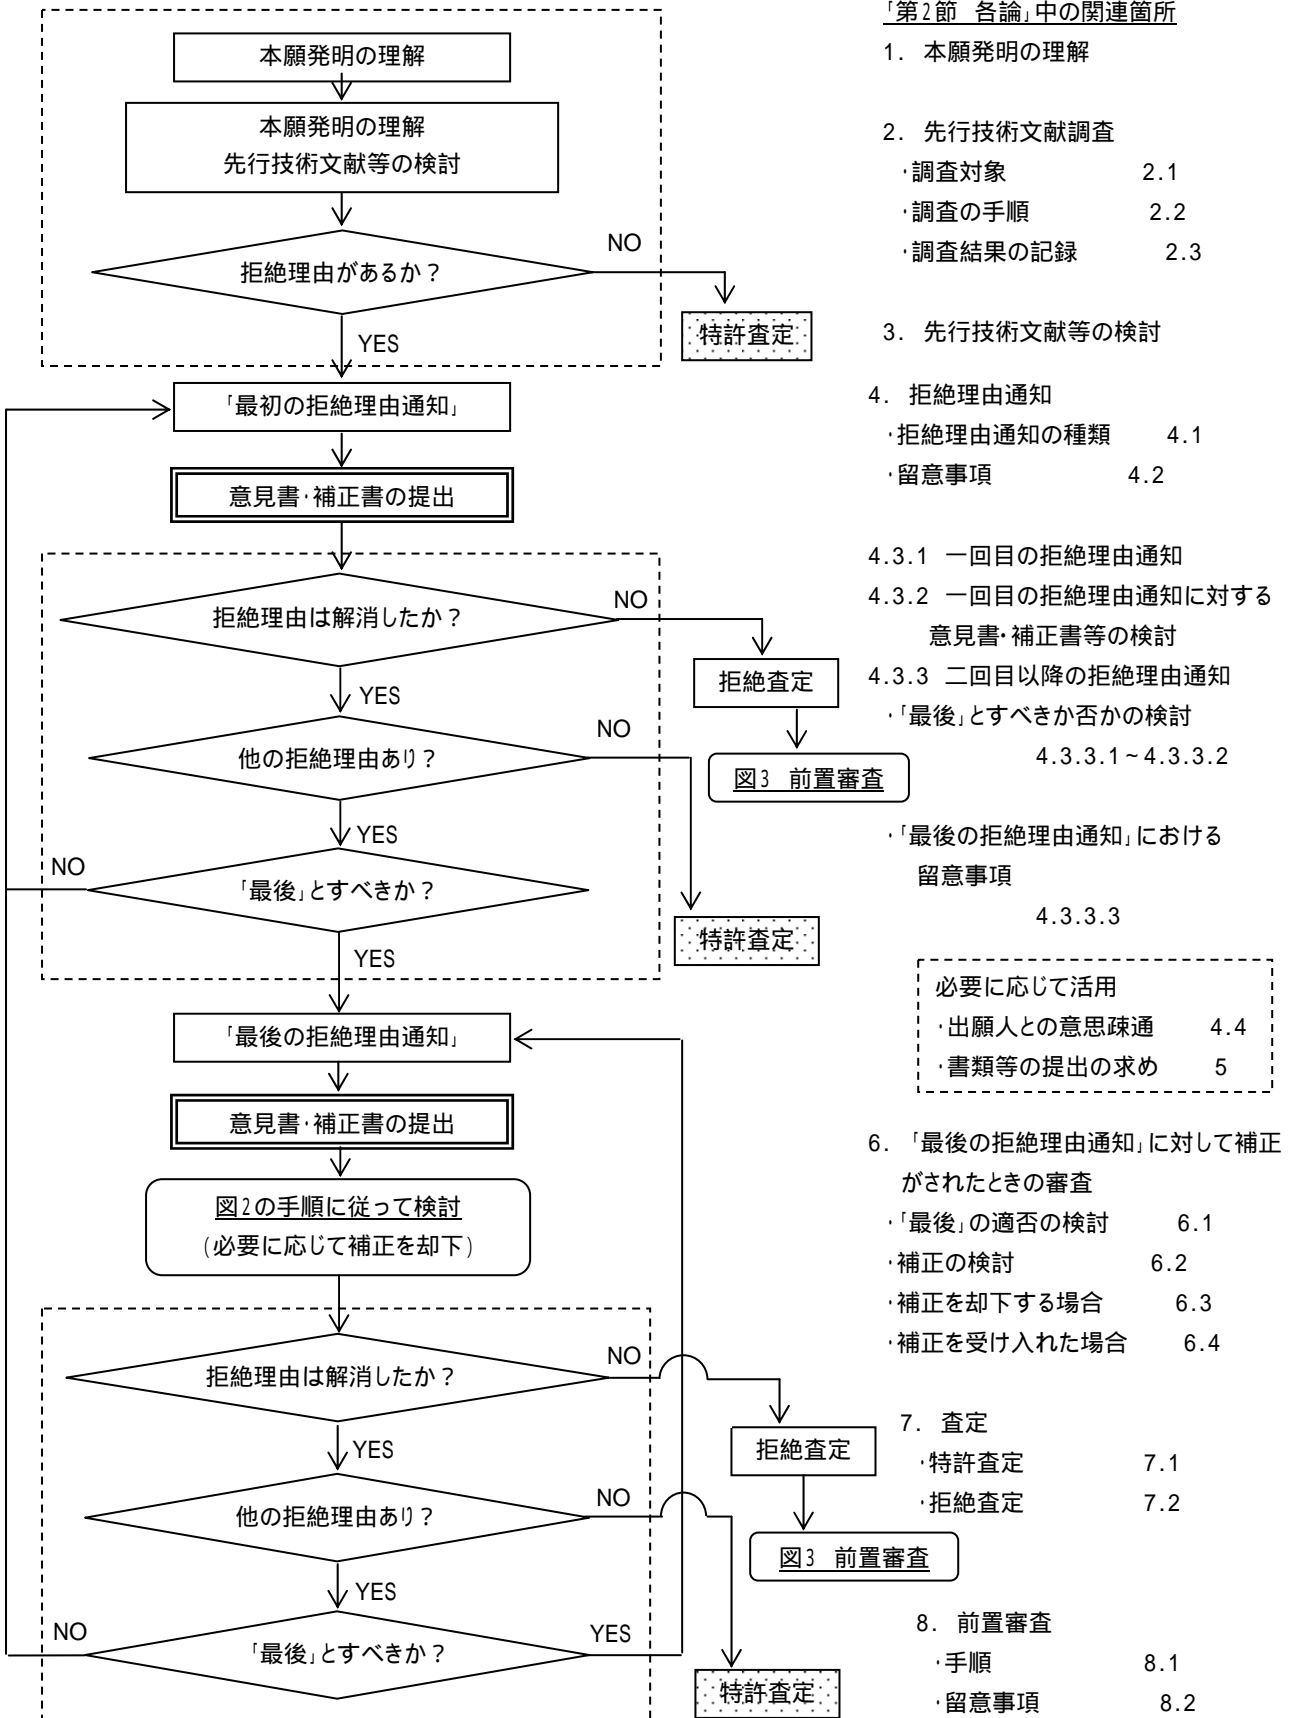 本願発明の理解
本願発明の理解
先行技術文献等の検討
拒絶理由があるか？
NO
特許査定
YES
「最初の拒絶理由通知」
意見書・補正書の提出
拒絶理由は解消したか？
NO
拒絶査定
図3　前置審査
YES
他の拒絶理由あり？
NO
特許査定
YES
「最後」とすべきか？
NO
YES
「最後の拒絶理由通知」
意見書・補正書の提出
図2の手順に従って検討
(必要に応じて補正を却下)
拒絶理由は解消したか？
NO
拒絶査定
図3　前置審査
YES
他の拒絶理由あり？
NO
特許査定
YES
「最後」とすべきか？
NO
YES
「第2節　各論」中の関連箇所
1. 本願発明の理解
2. 先行技術文献調査
・調査対象 2.1
・調査の手順 2.2
・調査結果の記録 2.3
3. 先行技術文献等の検討
4. 拒絶理由通知
・拒絶理由通知の種類 4.1
・留意事項 4.2
4.3.1 一回目の拒絶理由通知
4.3.2 一回目の拒絶理由通知に対する
意見書・補正書等の検討
4.3.3 二回目以降の拒絶理由通知
・「最後」とすべきか否かの検討
4.3.3.1～4.3.3.2
・「最後の拒絶理由通知」における
留意事項
4.3.3.3
必要に応じて活用
・出願人との意思疎通 4.4
・書類等の提出の求め 5
6. 「最後の拒絶理由通知」に対して補正
がされたときの審査
・「最後」の適否の検討 6.1
・補正の検討 6.2
・補正を却下する場合 6.3
・補正を受け入れた場合 6.4
7. 査定
・特許査定 7.1
・拒絶査定 7.2
8. 前置審査
・手順 8.1
・留意事項 8.2